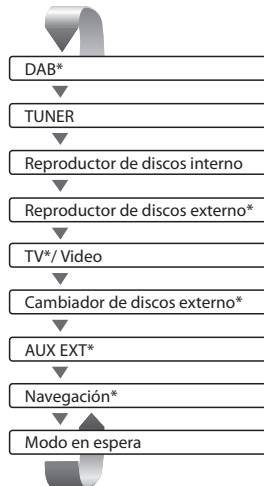 DAB*
TUNER
Reproductor de discos interno
Reproductor de discos externo*
TV*/ Video
Cambiador de discos externo*
AUX EXT*
Navegación*
Modo en espera